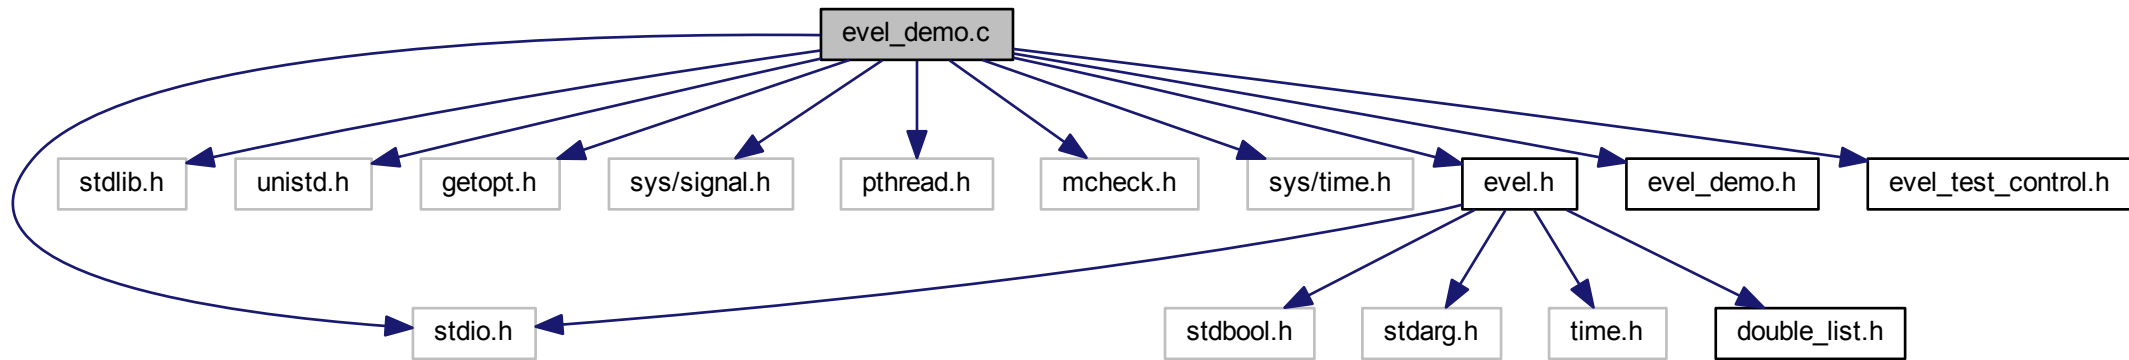 evel_demo.c
stdlib.h
unistd.h
getopt.h
sys/signal.h
pthread.h
mcheck.h
sys/time.h
evel.h
evel_demo.h
evel_test_control.h
stdio.h
stdbool.h
stdarg.h
time.h
double_list.h